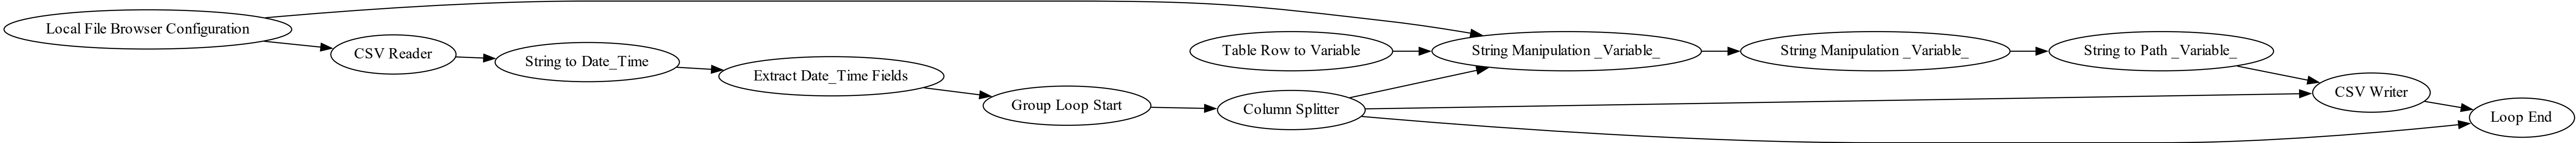 Local File Browser Configuration
CSV Reader
String to Date_Time
Extract Date_Time Fields
Group Loop Start
Table Row to Variable
Column Splitter
String Manipulation _Variable_
String Manipulation _Variable_
String to Path _Variable_
CSV Writer
Loop End